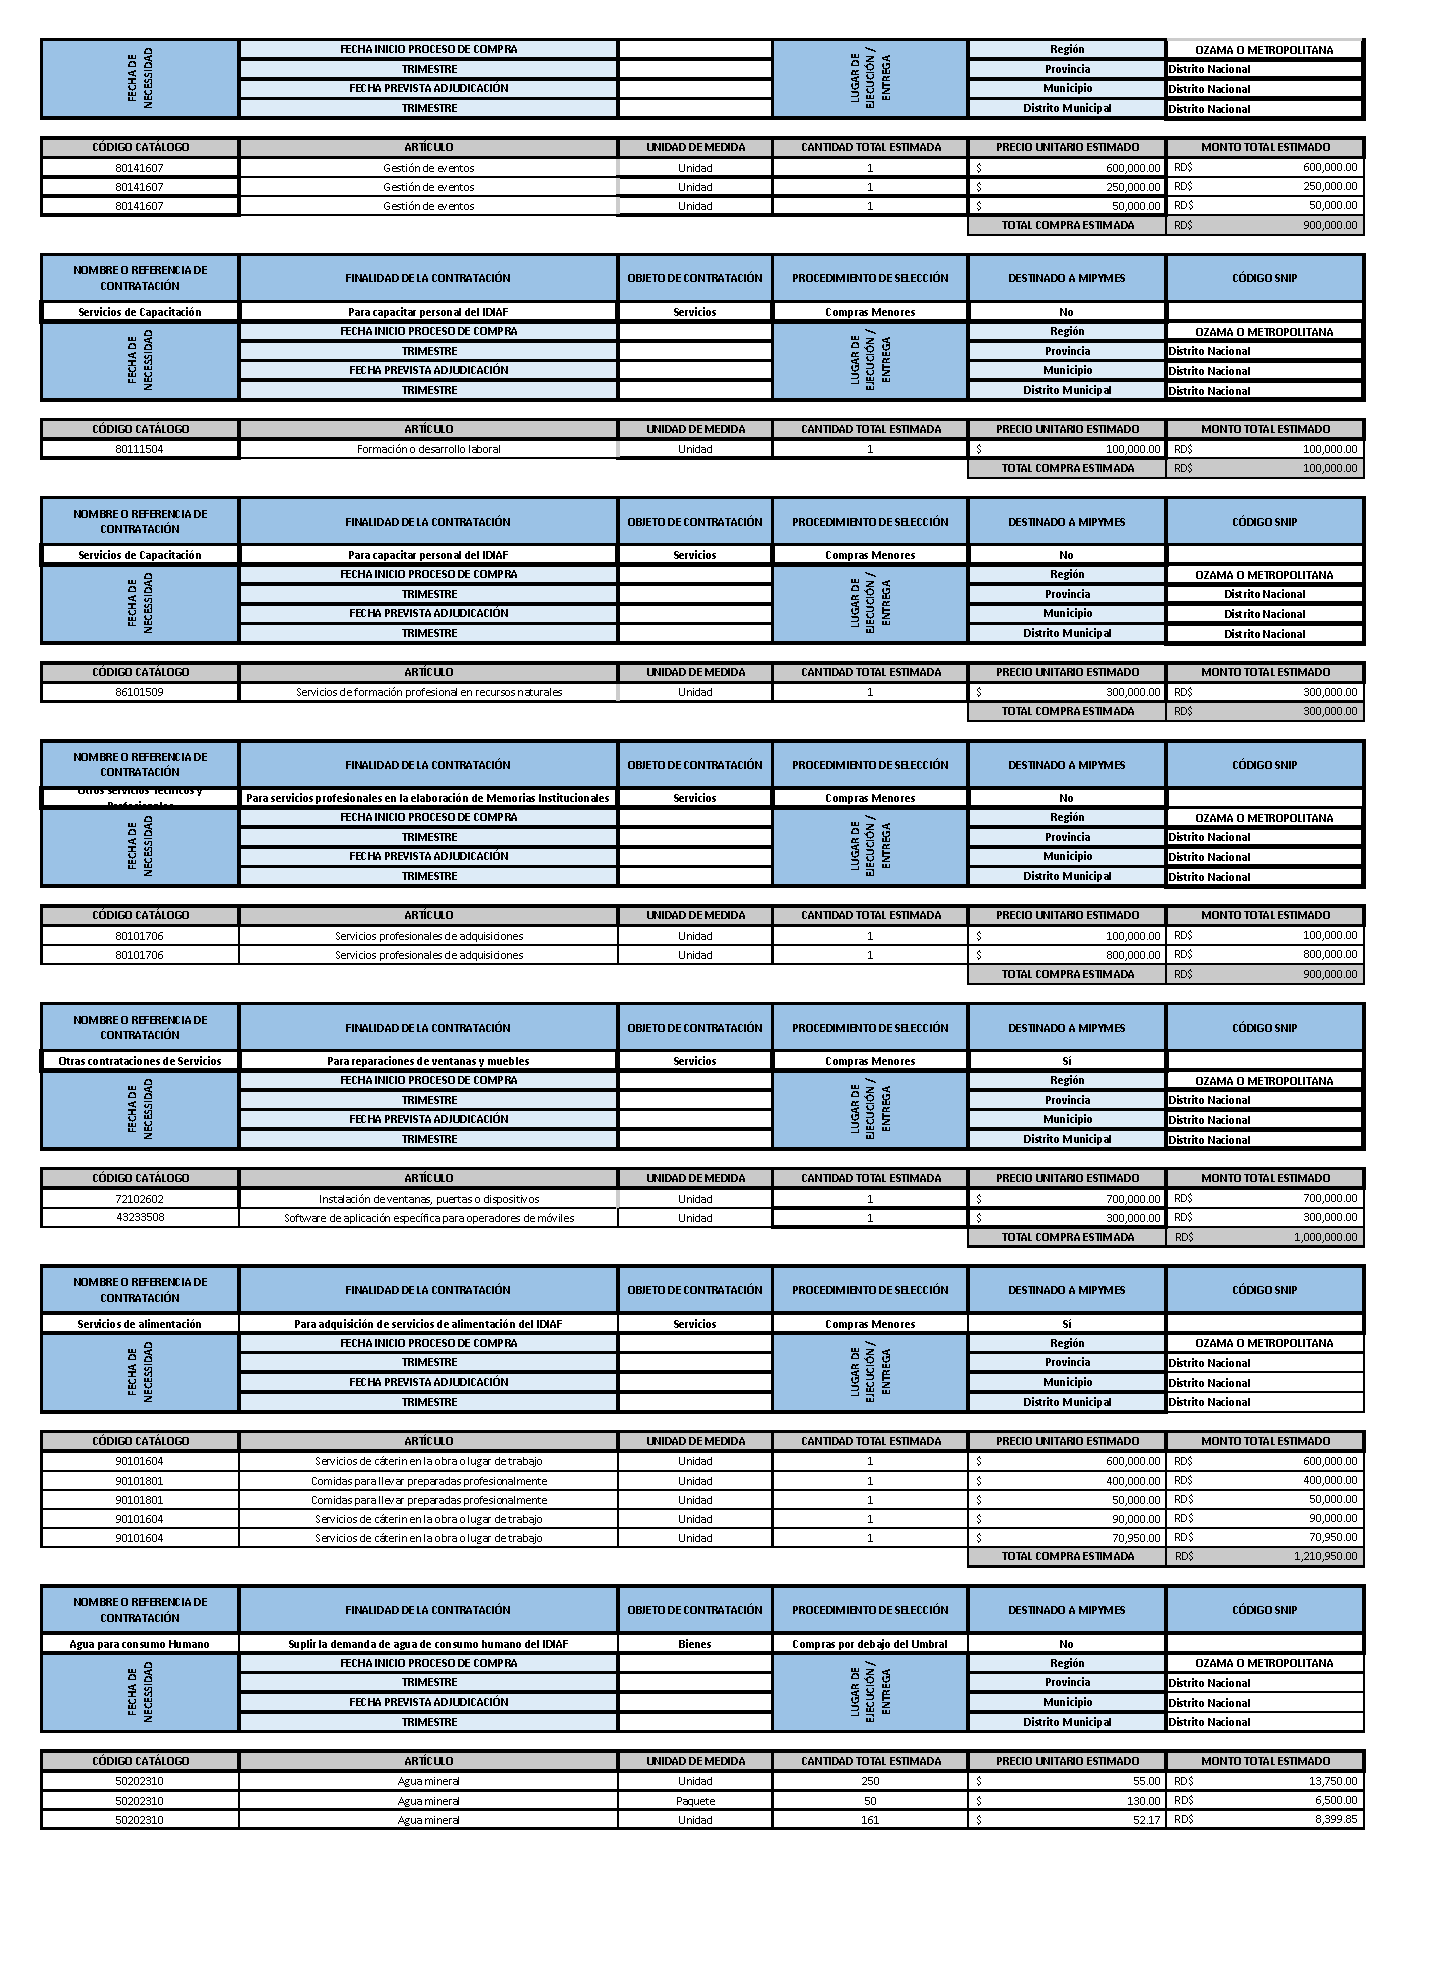 FECHA DE NECESSIDAD
FECHA INICIO PROCESO DE COMPRA
LUGAR DE EJECUCIÓN / ENTREGA
Región OZAMA O METROPOLITANA
TRIMESTRE Provincia Distrito Nacional
FECHA PREVISTA ADJUDICACIÓN Municipio Distrito Nacional
TRIMESTRE Distrito Municipal Distrito Nacional
CÓDIGO CATÁLOGO ARTÍCULO UNIDAD DE MEDIDA CANTIDAD TOTAL ESTIMADA PRECIO UNITARIO ESTIMADO MONTO TOTAL ESTIMADO
80141607 Gestión de eventos Unidad 1 $ 600,000.00 RD$ 600,000.00
80141607 Gestión de eventos Unidad 1 $ 250,000.00 RD$ 250,000.00
80141607 Gestión de eventos Unidad 1 $ 50,000.00 RD$ 50,000.00
TOTAL COMPRA ESTIMADA RD$ 900,000.00
NOMBRE O REFERENCIA DE CONTRATACIÓN FINALIDAD DE LA CONTRATACIÓN OBJETO DE CONTRATACIÓN PROCEDIMIENTO DE SELECCIÓN DESTINADO A MIPYMES CÓDIGO SNIP
Servicios de Capacitación Para capacitar personal del IDIAF Servicios Compras Menores No
FECHA DE NECESSIDAD
FECHA INICIO PROCESO DE COMPRA
LUGAR DE EJECUCIÓN / ENTREGA
Región OZAMA O METROPOLITANA
TRIMESTRE Provincia Distrito Nacional
FECHA PREVISTA ADJUDICACIÓN Municipio Distrito Nacional
TRIMESTRE Distrito Municipal Distrito Nacional
CÓDIGO CATÁLOGO ARTÍCULO UNIDAD DE MEDIDA CANTIDAD TOTAL ESTIMADA PRECIO UNITARIO ESTIMADO MONTO TOTAL ESTIMADO
80111504 Formación o desarrollo laboral Unidad 1 $ 100,000.00 RD$ 100,000.00
TOTAL COMPRA ESTIMADA RD$ 100,000.00
NOMBRE O REFERENCIA DE CONTRATACIÓN FINALIDAD DE LA CONTRATACIÓN OBJETO DE CONTRATACIÓN PROCEDIMIENTO DE SELECCIÓN DESTINADO A MIPYMES CÓDIGO SNIP
Servicios de Capacitación Para capacitar personal del IDIAF Servicios Compras Menores No
FECHA DE NECESSIDAD
FECHA INICIO PROCESO DE COMPRA
LUGAR DE EJECUCIÓN / ENTREGA
Región OZAMA O METROPOLITANA
TRIMESTRE Provincia Distrito Nacional
FECHA PREVISTA ADJUDICACIÓN Municipio Distrito Nacional
TRIMESTRE Distrito Municipal Distrito Nacional
CÓDIGO CATÁLOGO ARTÍCULO UNIDAD DE MEDIDA CANTIDAD TOTAL ESTIMADA PRECIO UNITARIO ESTIMADO MONTO TOTAL ESTIMADO
86101509 Servicios de formación profesional en recursos naturales Unidad 1 $ 300,000.00 RD$ 300,000.00
TOTAL COMPRA ESTIMADA RD$ 300,000.00
NOMBRE O REFERENCIA DE CONTRATACIÓN FINALIDAD DE LA CONTRATACIÓN OBJETO DE CONTRATACIÓN PROCEDIMIENTO DE SELECCIÓN DESTINADO A MIPYMES CÓDIGO SNIP
Otros servicios Técnicos y Profesionales Para servicios profesionales en la elaboración de Memorias Institucionales Servicios Compras Menores No
FECHA DE NECESSIDAD
FECHA INICIO PROCESO DE COMPRA
LUGAR DE EJECUCIÓN / ENTREGA
Región OZAMA O METROPOLITANA
TRIMESTRE Provincia Distrito Nacional
FECHA PREVISTA ADJUDICACIÓN Municipio Distrito Nacional
TRIMESTRE Distrito Municipal Distrito Nacional
CÓDIGO CATÁLOGO ARTÍCULO UNIDAD DE MEDIDA CANTIDAD TOTAL ESTIMADA PRECIO UNITARIO ESTIMADO MONTO TOTAL ESTIMADO
80101706 Servicios profesionales de adquisiciones Unidad 1 $ 100,000.00 RD$ 100,000.00
80101706 Servicios profesionales de adquisiciones Unidad 1 $ 800,000.00 RD$ 800,000.00
TOTAL COMPRA ESTIMADA RD$ 900,000.00
NOMBRE O REFERENCIA DE CONTRATACIÓN FINALIDAD DE LA CONTRATACIÓN OBJETO DE CONTRATACIÓN PROCEDIMIENTO DE SELECCIÓN DESTINADO A MIPYMES CÓDIGO SNIP
Otras contrataciones de Servicios Para reparaciones de ventanas y muebles Servicios Compras Menores Sí
FECHA DE NECESSIDAD
FECHA INICIO PROCESO DE COMPRA
LUGAR DE EJECUCIÓN / ENTREGA
Región OZAMA O METROPOLITANA
TRIMESTRE Provincia Distrito Nacional
FECHA PREVISTA ADJUDICACIÓN Municipio Distrito Nacional
TRIMESTRE Distrito Municipal Distrito Nacional
CÓDIGO CATÁLOGO ARTÍCULO UNIDAD DE MEDIDA CANTIDAD TOTAL ESTIMADA PRECIO UNITARIO ESTIMADO MONTO TOTAL ESTIMADO
72102602 Instalación de ventanas, puertas o dispositivos Unidad 1 $ 700,000.00 RD$ 700,000.00
43233508 Software de aplicación específica para operadores de móviles Unidad 1 $ 300,000.00 RD$ 300,000.00
TOTAL COMPRA ESTIMADA RD$ 1,000,000.00
NOMBRE O REFERENCIA DE CONTRATACIÓN FINALIDAD DE LA CONTRATACIÓN OBJETO DE CONTRATACIÓN PROCEDIMIENTO DE SELECCIÓN DESTINADO A MIPYMES CÓDIGO SNIP
Servicios de alimentación Para adquisición de servicios de alimentación del IDIAF Servicios Compras Menores Sí
FECHA DE NECESSIDAD
FECHA INICIO PROCESO DE COMPRA
LUGAR DE EJECUCIÓN / ENTREGA
Región OZAMA O METROPOLITANA
TRIMESTRE Provincia Distrito Nacional
FECHA PREVISTA ADJUDICACIÓN Municipio Distrito Nacional
TRIMESTRE Distrito Municipal Distrito Nacional
CÓDIGO CATÁLOGO ARTÍCULO UNIDAD DE MEDIDA CANTIDAD TOTAL ESTIMADA PRECIO UNITARIO ESTIMADO MONTO TOTAL ESTIMADO
90101604 Servicios de cáterin en la obra o lugar de trabajo Unidad 1 $ 600,000.00 RD$ 600,000.00
90101801 Comidas para llevar preparadas profesionalmente Unidad 1 $ 400,000.00 RD$ 400,000.00
90101801 Comidas para llevar preparadas profesionalmente Unidad 1 $ 50,000.00 RD$ 50,000.00
90101604 Servicios de cáterin en la obra o lugar de trabajo Unidad 1 $ 90,000.00 RD$ 90,000.00
90101604 Servicios de cáterin en la obra o lugar de trabajo Unidad 1 $ 70,950.00 RD$ 70,950.00
TOTAL COMPRA ESTIMADA RD$ 1,210,950.00
NOMBRE O REFERENCIA DE CONTRATACIÓN FINALIDAD DE LA CONTRATACIÓN OBJETO DE CONTRATACIÓN PROCEDIMIENTO DE SELECCIÓN DESTINADO A MIPYMES CÓDIGO SNIP
Agua para consumo Humano Suplir la demanda de agua de consumo humano del IDIAF Bienes Compras por debajo del Umbral No
FECHA DE NECESSIDAD
FECHA INICIO PROCESO DE COMPRA
LUGAR DE EJECUCIÓN / ENTREGA
Región OZAMA O METROPOLITANA
TRIMESTRE Provincia Distrito Nacional
FECHA PREVISTA ADJUDICACIÓN Municipio Distrito Nacional
TRIMESTRE Distrito Municipal Distrito Nacional
CÓDIGO CATÁLOGO ARTÍCULO UNIDAD DE MEDIDA CANTIDAD TOTAL ESTIMADA PRECIO UNITARIO ESTIMADO MONTO TOTAL ESTIMADO
50202310 Agua mineral Unidad 250 $ 55.00 RD$ 13,750.00
50202310 Agua mineral Paquete 50 $ 130.00 RD$ 6,500.00
50202310 Agua mineral Unidad 161 $ 52.17 RD$ 8,399.85